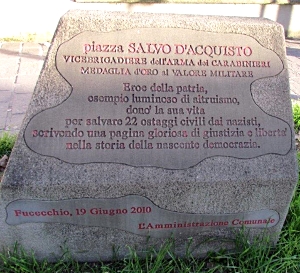 piazza SALVO D'ACQUISTO
VICEBRIGADIERE dell'ARMA dei CARABINIERI
MEDAGLIA d'ORO al VALORE MILITARE
Eroe della patria,
esempio luminoso di altruismo,
dono' la sua vita
per salvare 22 ostaggi civili dai nazisti,
scrivendo una pagina gloriosa di giustizia e liberta'
nella storia della nascente democrazia.
Fucecchio, 19 Giugno 2010
L'Amministrazione Comunale